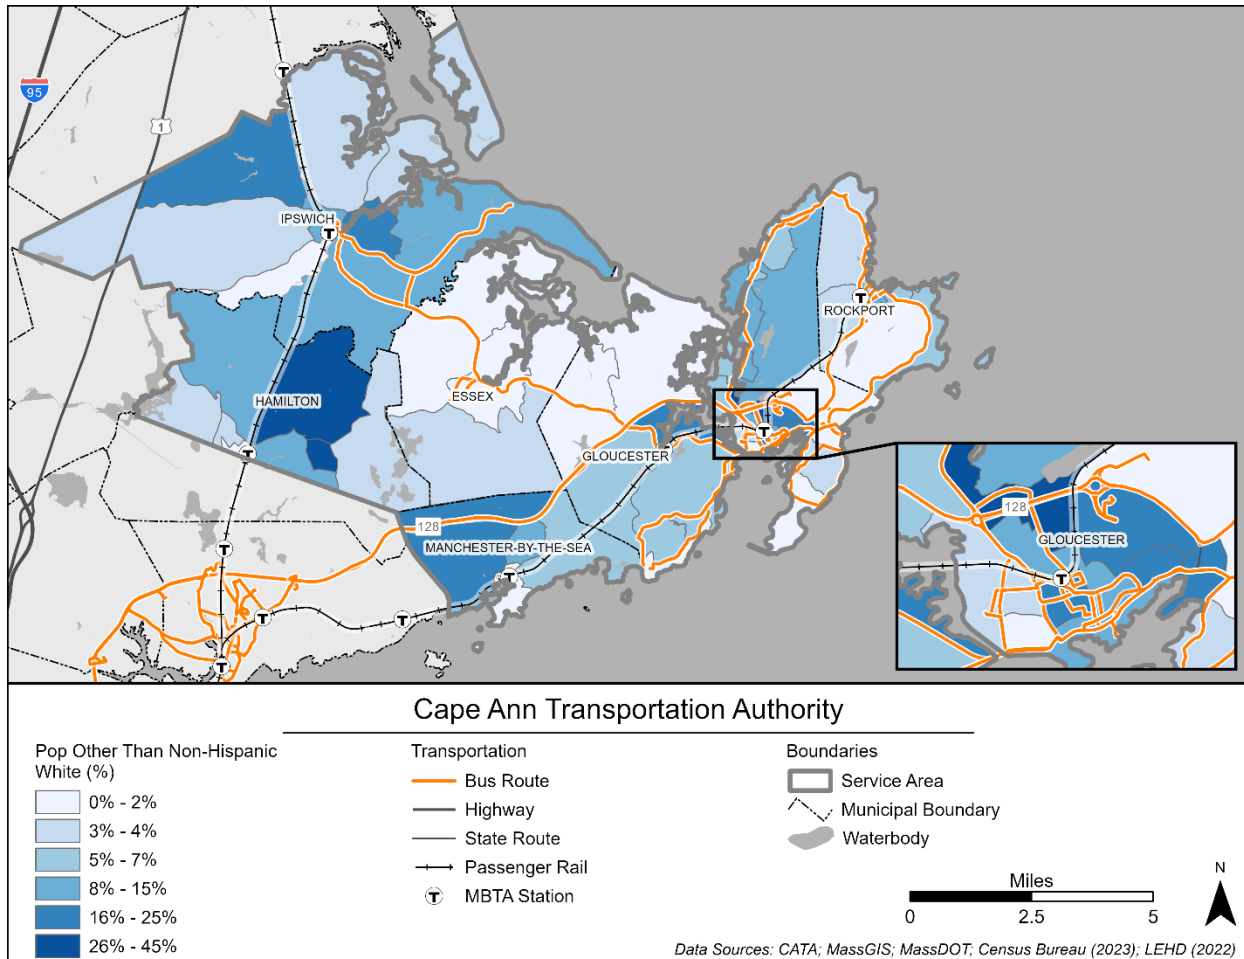 95
1
IPSWICH
T
T
HAMILTON
T
ESSEX
ROCKPORT
T
GLOUCESTER
T
128
MANCHESTER-BY-THE-SEA
T
T
T
T
T
128
GLOUCESTER
T
Cape Ann Transportation Authority
Pop Other Than Non-Hispanic
White (%)
0% - 2%
3% - 4%
5% - 7%
8% - 15%
16% - 25%
26% - 45%
Transportation
Bus Route
Highway
State Route
Passenger Rail
T MBTA Station
Boundaries
Service Area
Municipal Boundary
Waterbody
Miles
0 2.5 5
N
Data Sources: CATA; MassGIS; MassDOT; Census Bureau (2023); LEHD (2022)